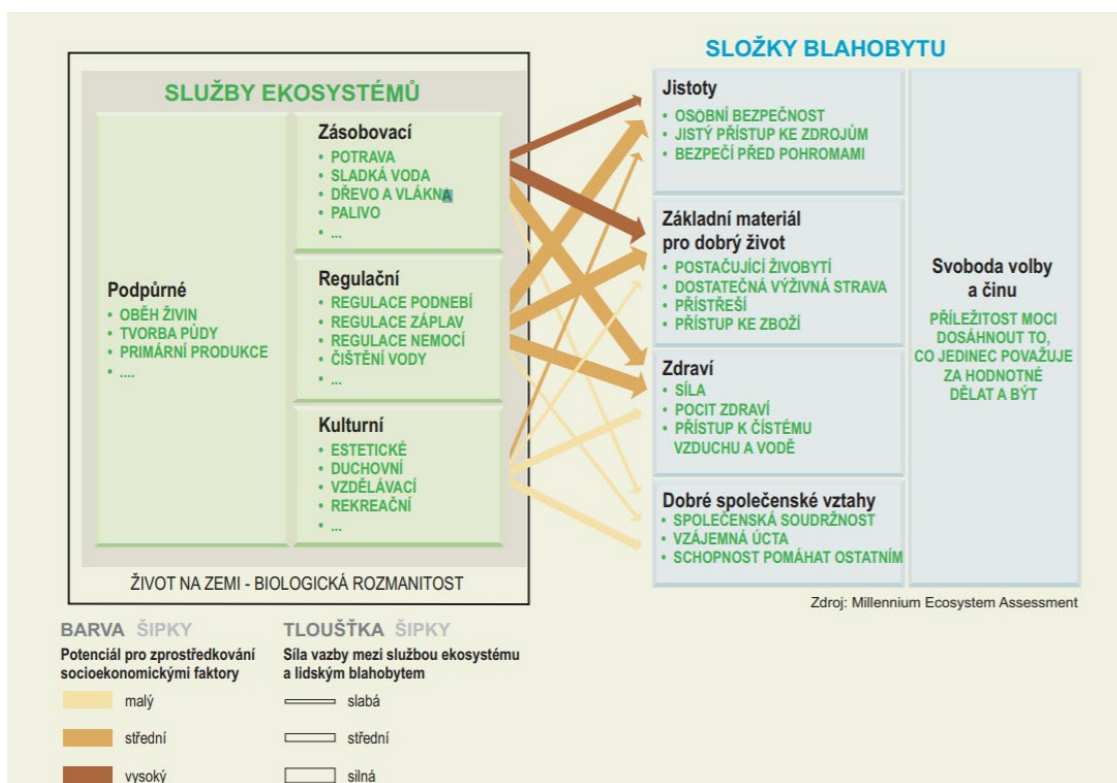 SLUŽBY EKOSYSTÉMŮ
Podpůrné
• OBĚH ŽIVIN
• TVORBA PŮDY
• PRIMÁRNÍ PRODUKCE
• ....
Zásobovací
• POTRAVA
• SLADKÁ VODA
• DŘEVO A VLÁKNA
• PALIVO
• ...
Regulační
• REGULACE PODNEBÍ
• REGULACE ZÁPLAV
• REGULACE NEMOCÍ
• ČIŠTĚNÍ VODY
• ...
Kulturní
• ESTETICKÉ
• DUCHOVNÍ
• VZDĚLÁVACÍ
• REKREAČNÍ
• ...
ŽIVOT NA ZEMI - BIOLOGICKÁ ROZMANITOST
SLOŽKY BLAHOBYTU
Jistoty
• OSOBNÍ BEZPEČNOST
• JISTÝ PŘÍSTUP KE ZDROJŮM
• BEZPEČÍ PŘED POHROMAMI
Základní materiál
pro dobrý život
• POSTAČUJÍCÍ ŽIVOBYTÍ
• DOSTATEČNÁ VÝŽIVNÁ STRAVA
• PŘÍSTŘEŠÍ
• PŘÍSTUP KE ZBOŽÍ
Zdraví
• SÍLA
• POCIT ZDRAVÍ
• PŘÍSTUP K ČÍSTÉMU
VZDUCHU A VODĚ
Dobré společenské vztahy
• SPOLEČENSKÁ SOUDRŽNOST
• VZÁJEMNÁ ÚCTA
• SCHOPNOST POMÁHAT OSTATNÍM
Svoboda volby
a činu
PŘÍLEŽITOST MOCI
DOSÁHNOUT TO,
CO JEDINEC POVAŽUJE
ZA HODNOTNÉ
DĚLAT A BÝT
Zdroj: Millennium Ecosystem Assessment
BARVA ŠIPKY
Potenciál pro zprostředkování
socioekonomickými faktory
malý
střední
vysoký
TLOUŠŤKA ŠIPKY
Síla vazby mezi službou ekosystému
a lidským blahobytem
slabá
střední
silná